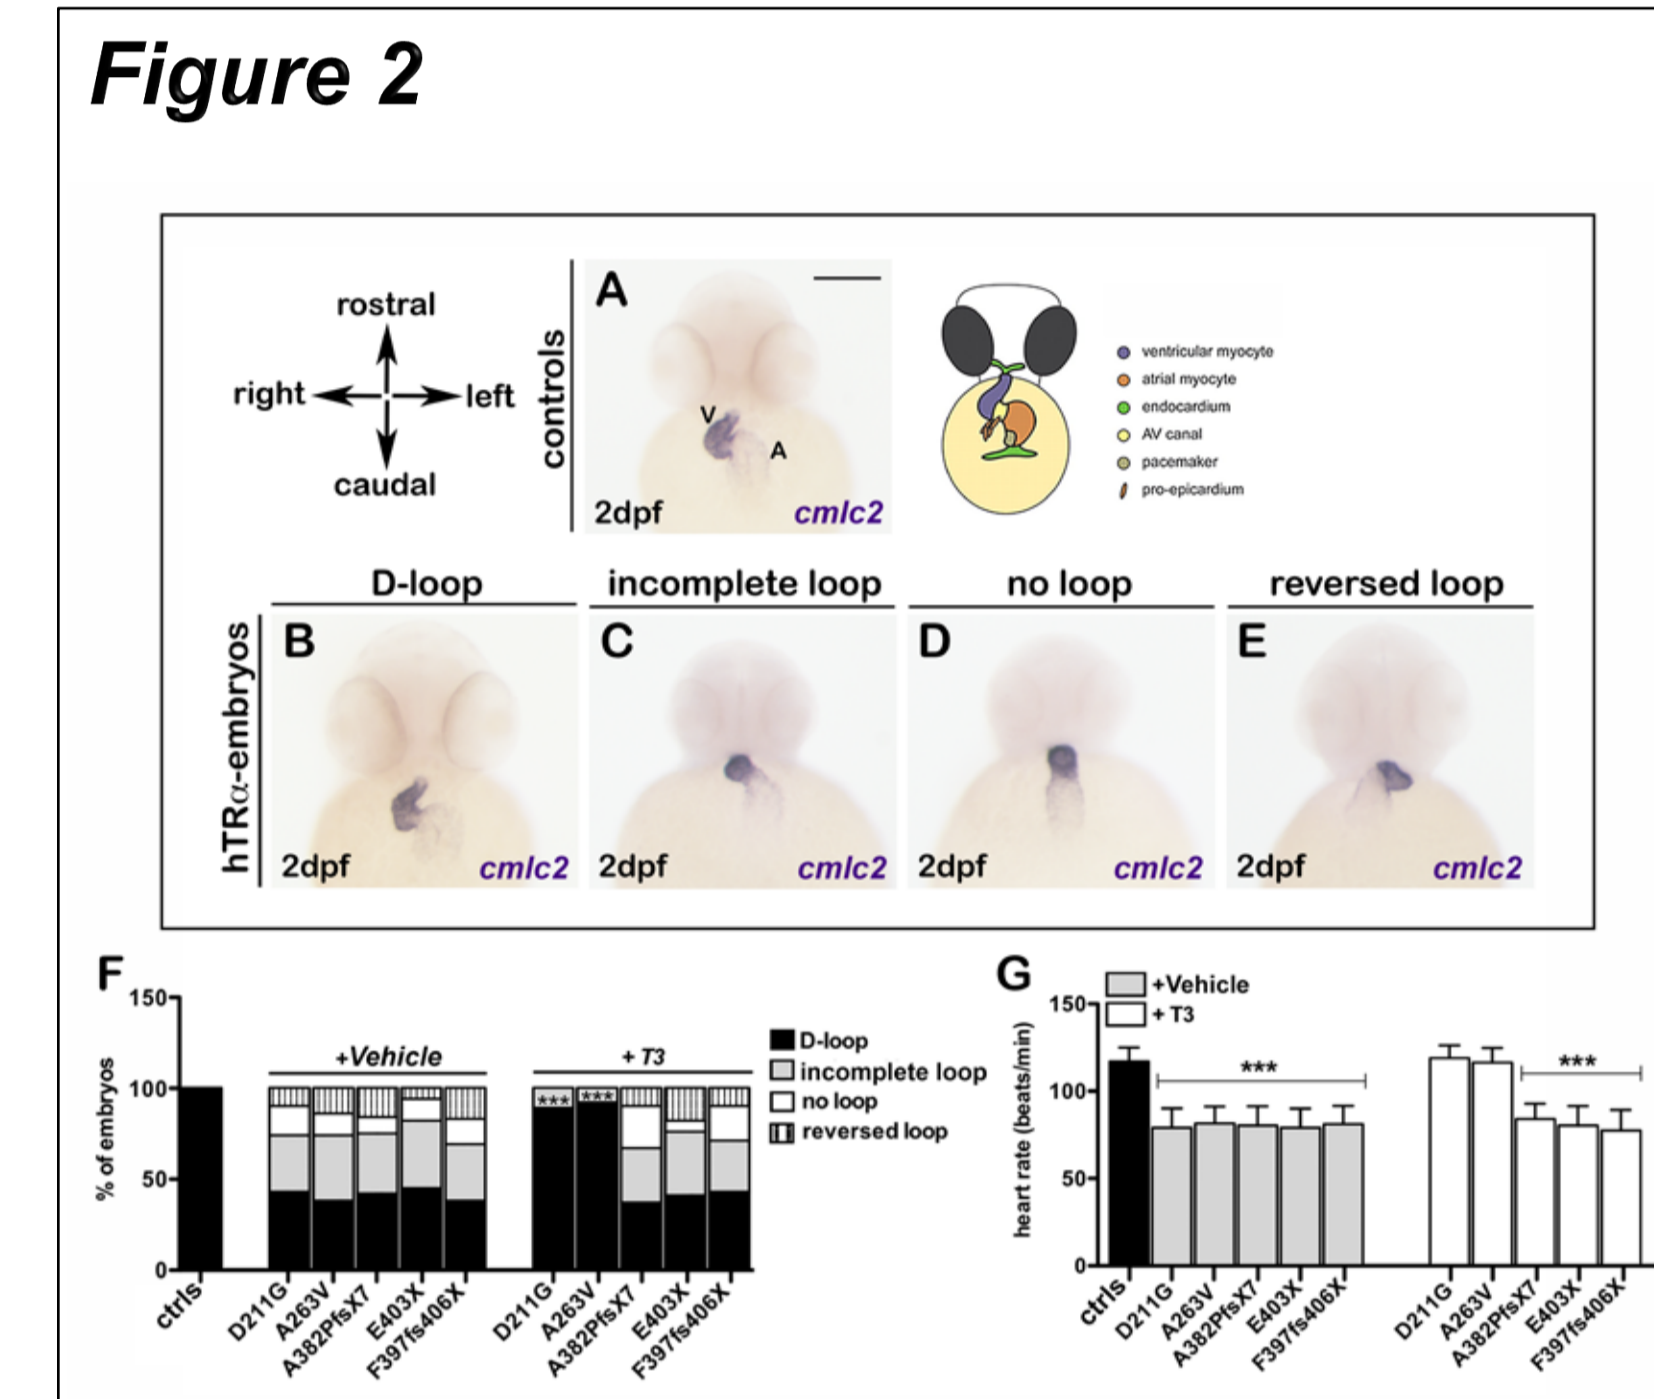 Figure 2
rostral
right left
caudal
controls
A
V
A
2dpf cmlc2
ventricular myocyte
atrial myocyte
endocardium
AV canal
pacemaker
pro-epicardium
D-loop incomplete loop no loop reversed loop
hTRα-embryos
B C D E
2dpf cmlc2 2dpf cmlc2 2dpf cmlc2 2dpf cmlc2
F
% of embryos
150
100
50
0
+Vehicle + T3
*** ***
D-loop
incomplete loop
no loop
reversed loop
ctrls D211G A263V A382PfsX7 E403X F397fs406X D211G A263V A382PfsX7 E403X F397fs406X
G
+Vehicle
+ T3
heart rate (beats/min)
150
100
50
0
*** ***
ctrls D211G A263V A382PfsX7 E403X F397fs406X D211G A263V A382PfsX7 E403X F397fs406X